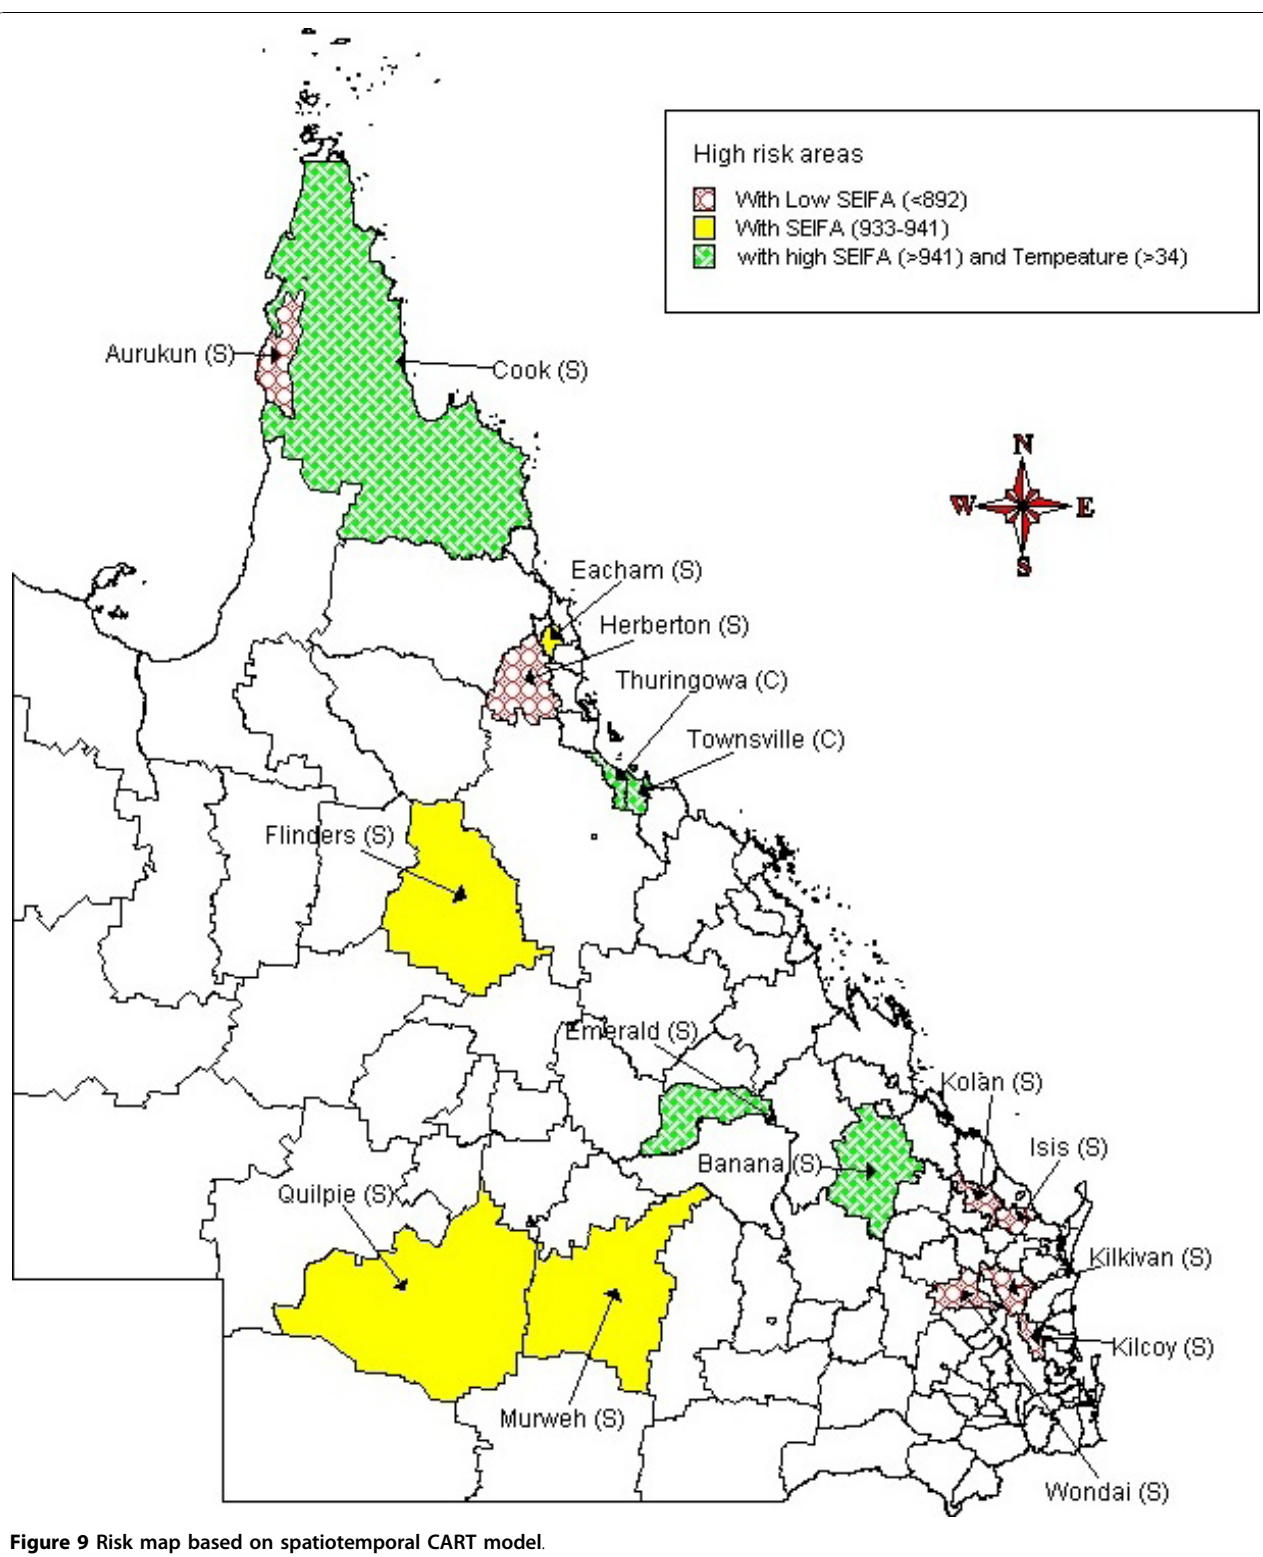 High risk areas
With Low SEIFA (<892)
With SEIFA (933-941)
with high SEIFA (>941) and Tempeature (>34)
Aurukun (S)
Cook (S)
N
W E
S
Eacham (S)
Herberton (S)
Thuringowa (C)
Townsville (C)
Flinders (S)
Emerald (S)
Kolan (S)
Isis (S)
Banana (S)
Quilpie (S)
Kilkivan (S)
Kilcoy (S)
Murweh (S)
Wondai (S)
Figure 9 Risk map based on spatiotemporal CART model.